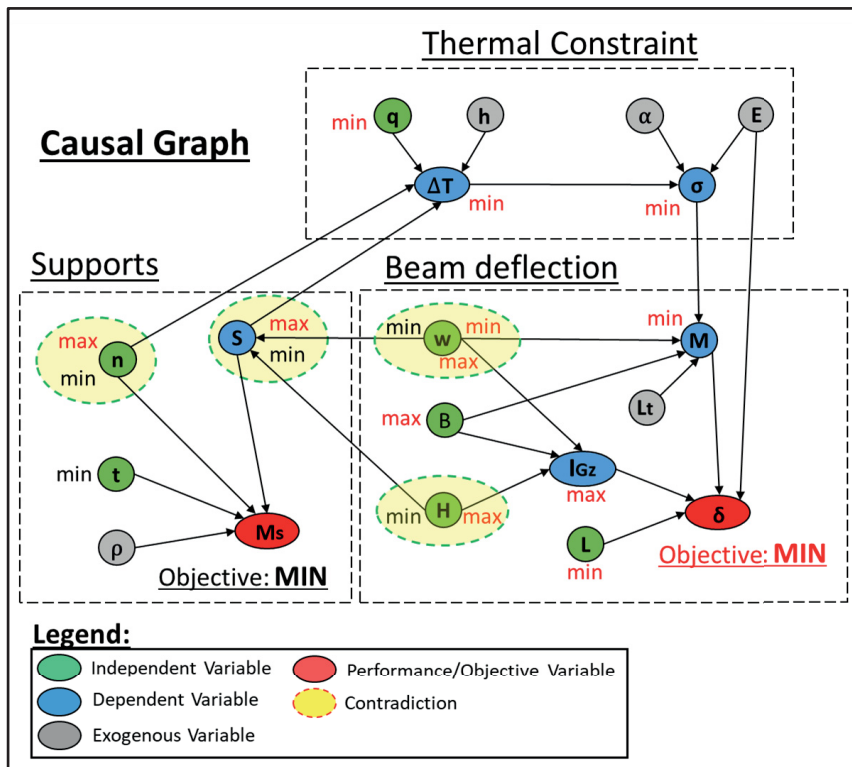 Thermal Constraint
Causal Graph
min q h α E
ΔT min σ min
Supports
Beam deflection
max n min
S max min
min w min max
min M
max B
Lt
min t
min H max
IGz max
ρ
Ms
L min
δ
Objective: MIN
Objective: MIN
Legend:
Independent Variable
Performance/Objective Variable
Dependent Variable
Contradiction
Exogenous Variable